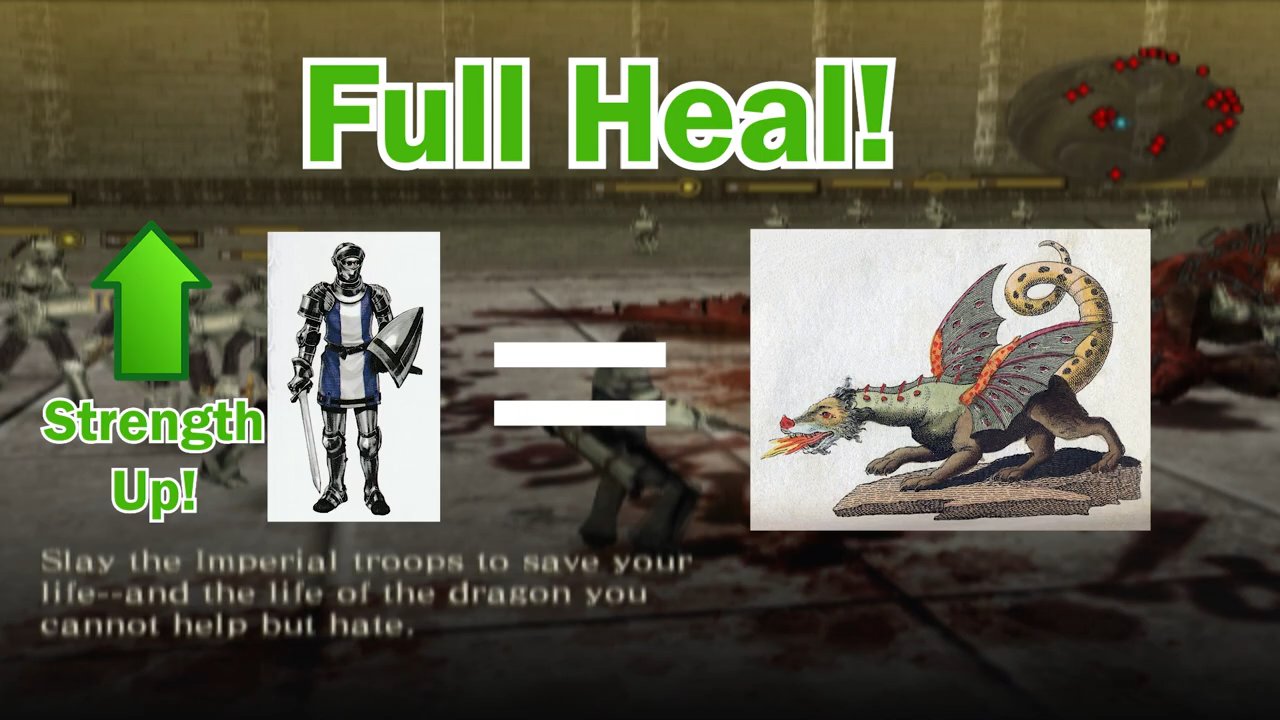 Full Heal!
Strength
Up!
Slay the Imperial troops to save your
life--and the life of the dragon you
cannot help but hate.